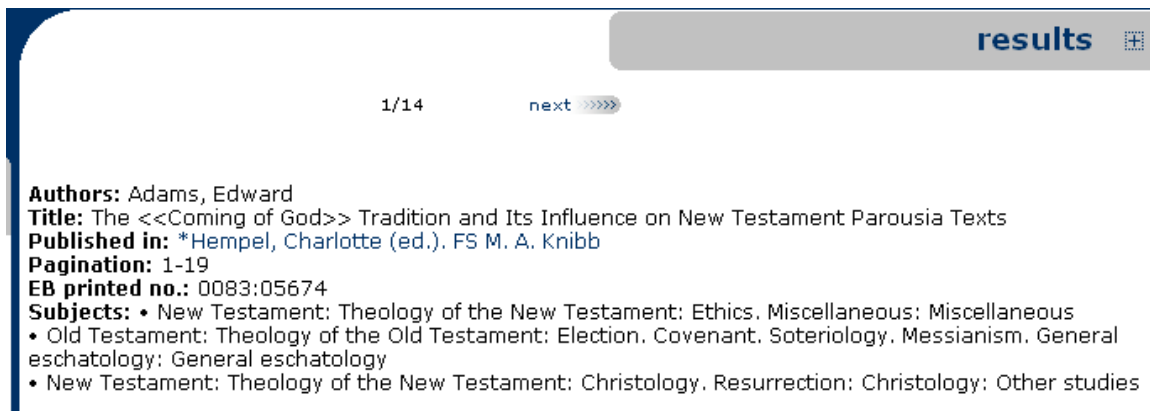 results
1/14 next
Authors: Adams, Edward
Title: The <<Coming of God>> Tradition and Its Influence on New Testament Parousia Texts
Published in: *Hempel, Charlotte (ed.). FS M. A. Knibb
Pagination: 1-19
EB printed no.: 0083:05674
Subjects: • New Testament: Theology of the New Testament: Ethics. Miscellaneous: Miscellaneous
• Old Testament: Theology of the Old Testament: Election. Covenant. Soteriology. Messianism. General
eschatology: General eschatology
• New Testament: Theology of the New Testament: Christology. Resurrection: Christology: Other studies